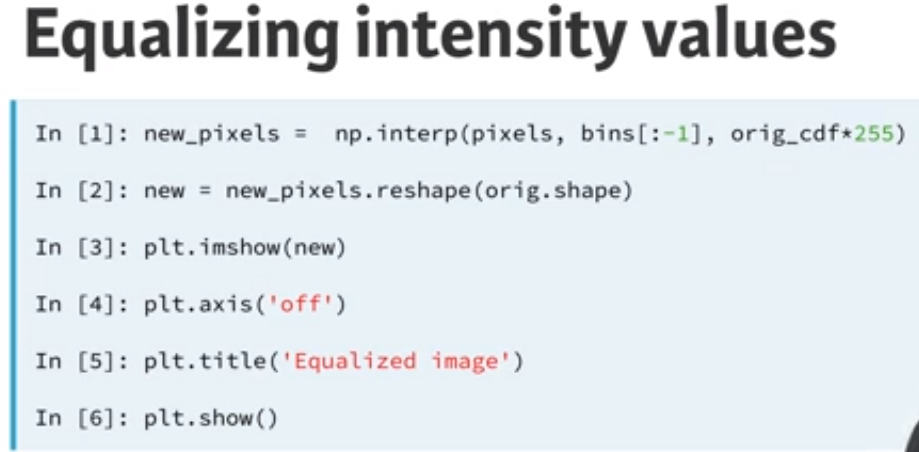 Equalizing intensity values
In [1]: new_pixels =  np.interp(pixels, bins[:-1], orig_cdf*255)
In [2]: new = new_pixels.reshape(orig.shape)
In [3]: plt.imshow(new)
In [4]: plt.axis('off')
In [5]: plt.title('Equalized image')
In [6]: plt.show()